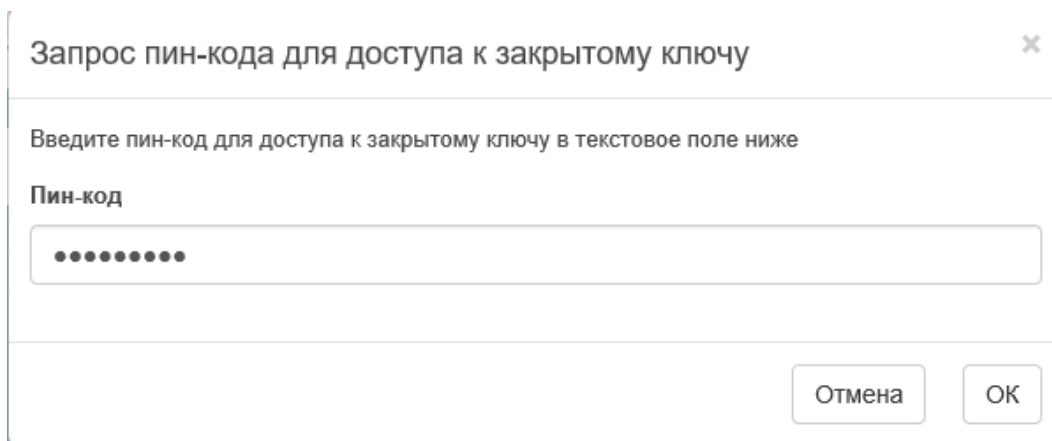 Запрос пин-кода для доступа к закрытому ключу ×
Введите пин-код для доступа к закрытому ключу в текстовое поле ниже
Пин-код
•••••••••
Отмена ОК